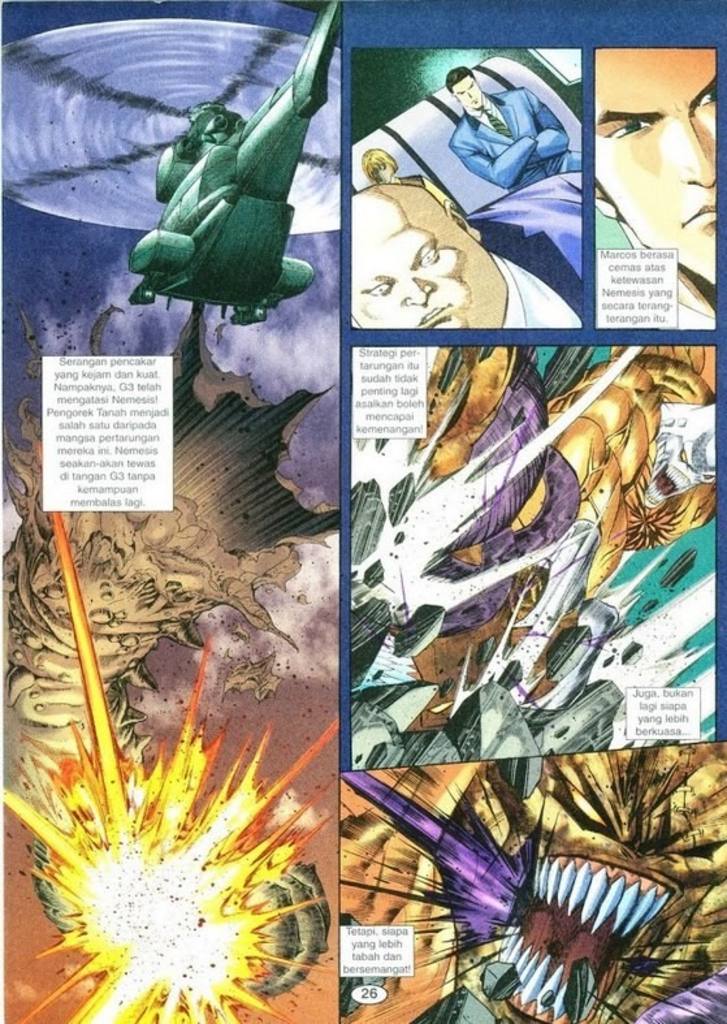 Serangan pencakar
yang kejam dan kuat.
Nampaknya, G3 telah
mengatasi Nemesis!
Pengorek Tanah menjadi
salah satu daripada
mangsa pertarungan
mereka ini. Nemesis
seakan-akan tewas
di tangan G3 tanpa
kemampuan
membalas lagi.
Marcos berasa
cemas atas
ketewasan
Nemesis yang
secara terang-
terangan itu.
Strategi per-
tarungan itu
sudah tidak
penting lagi
asalkan boleh
mencapai
kemenangan!
Juga, bukan
lagi siapa
yang lebih
berkuasa...
Tetapi, siapa
yang lebih
tabah dan
bersemangat!
26